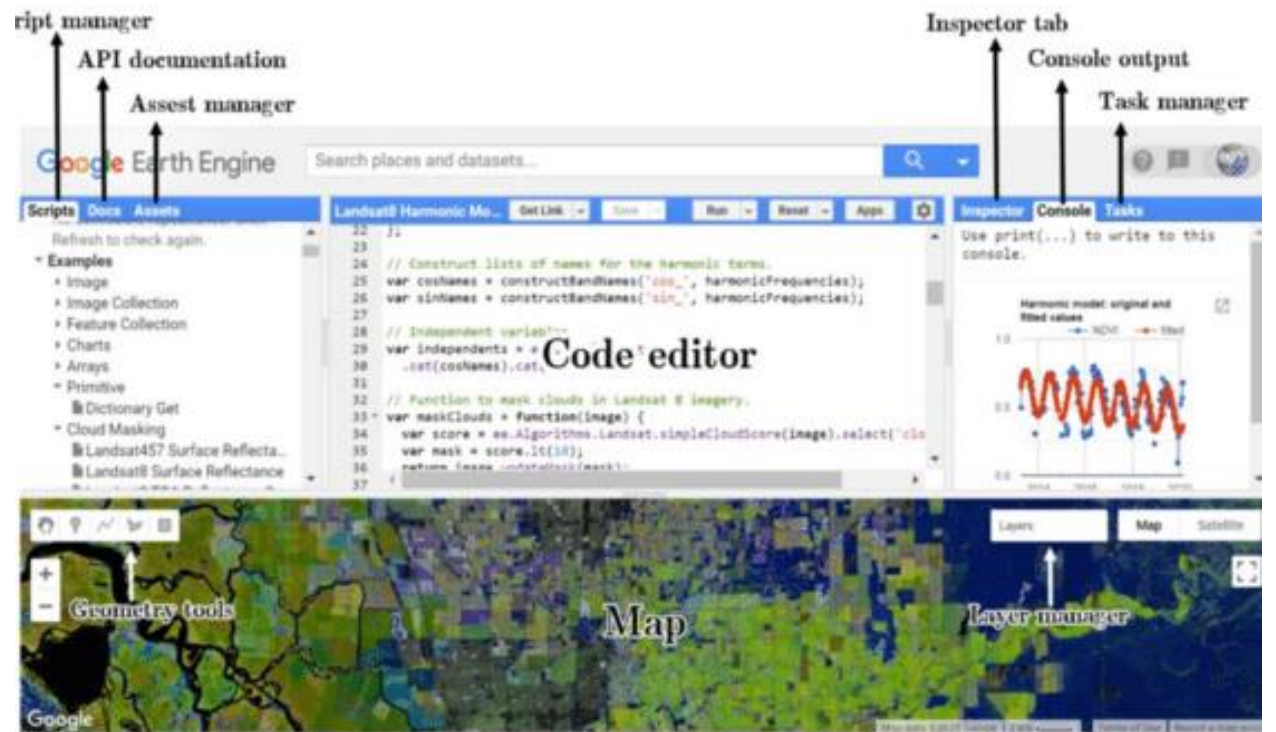 ript manager
API documentation
Assest manager
Inspector tab
Console output
Task manager
Google Earth Engine
Search places and datasets...
Scripts Docs Assets
Refresh to check again.
Examples
Image
Image Collection
Feature Collection
Charts
Arrays
Primitive
Dictionary Get
Cloud Masking
Landsat457 Surface Reflecta...
Landsat8 Surface Reflectance
Landsat8 Harmonic Mo... Get Link Save Run Reset Apps
22 };
23
24 // Construct lists of names for the harmonic terms.
25 var cosNames = constructBandNames('cos_', harmonicFrequencies);
26 var sinNames = constructBandNames('sin_', harmonicFrequencies);
27
28 // Independent variab
29 var independents =
30 .cat(cosNames).cat
31
32 // Function to mask clouds in Landsat 8 imagery.
33 var maskClouds = function(image) {
34 var score = ee.Algorithms.Landsat.simpleCloudScore(image).select('clo
35 var mask = score.lt(10);
36 return image.updateMask(mask);
37
Code editor
Inspector Console Tasks
Use print(...) to write to this
console.
Harmonic model: original and
fitted values
NDVI fitted
1.0
0.5
0.0
Layers
Map Satellite
+
−
Geometry tools
Map
Layer manager
Google